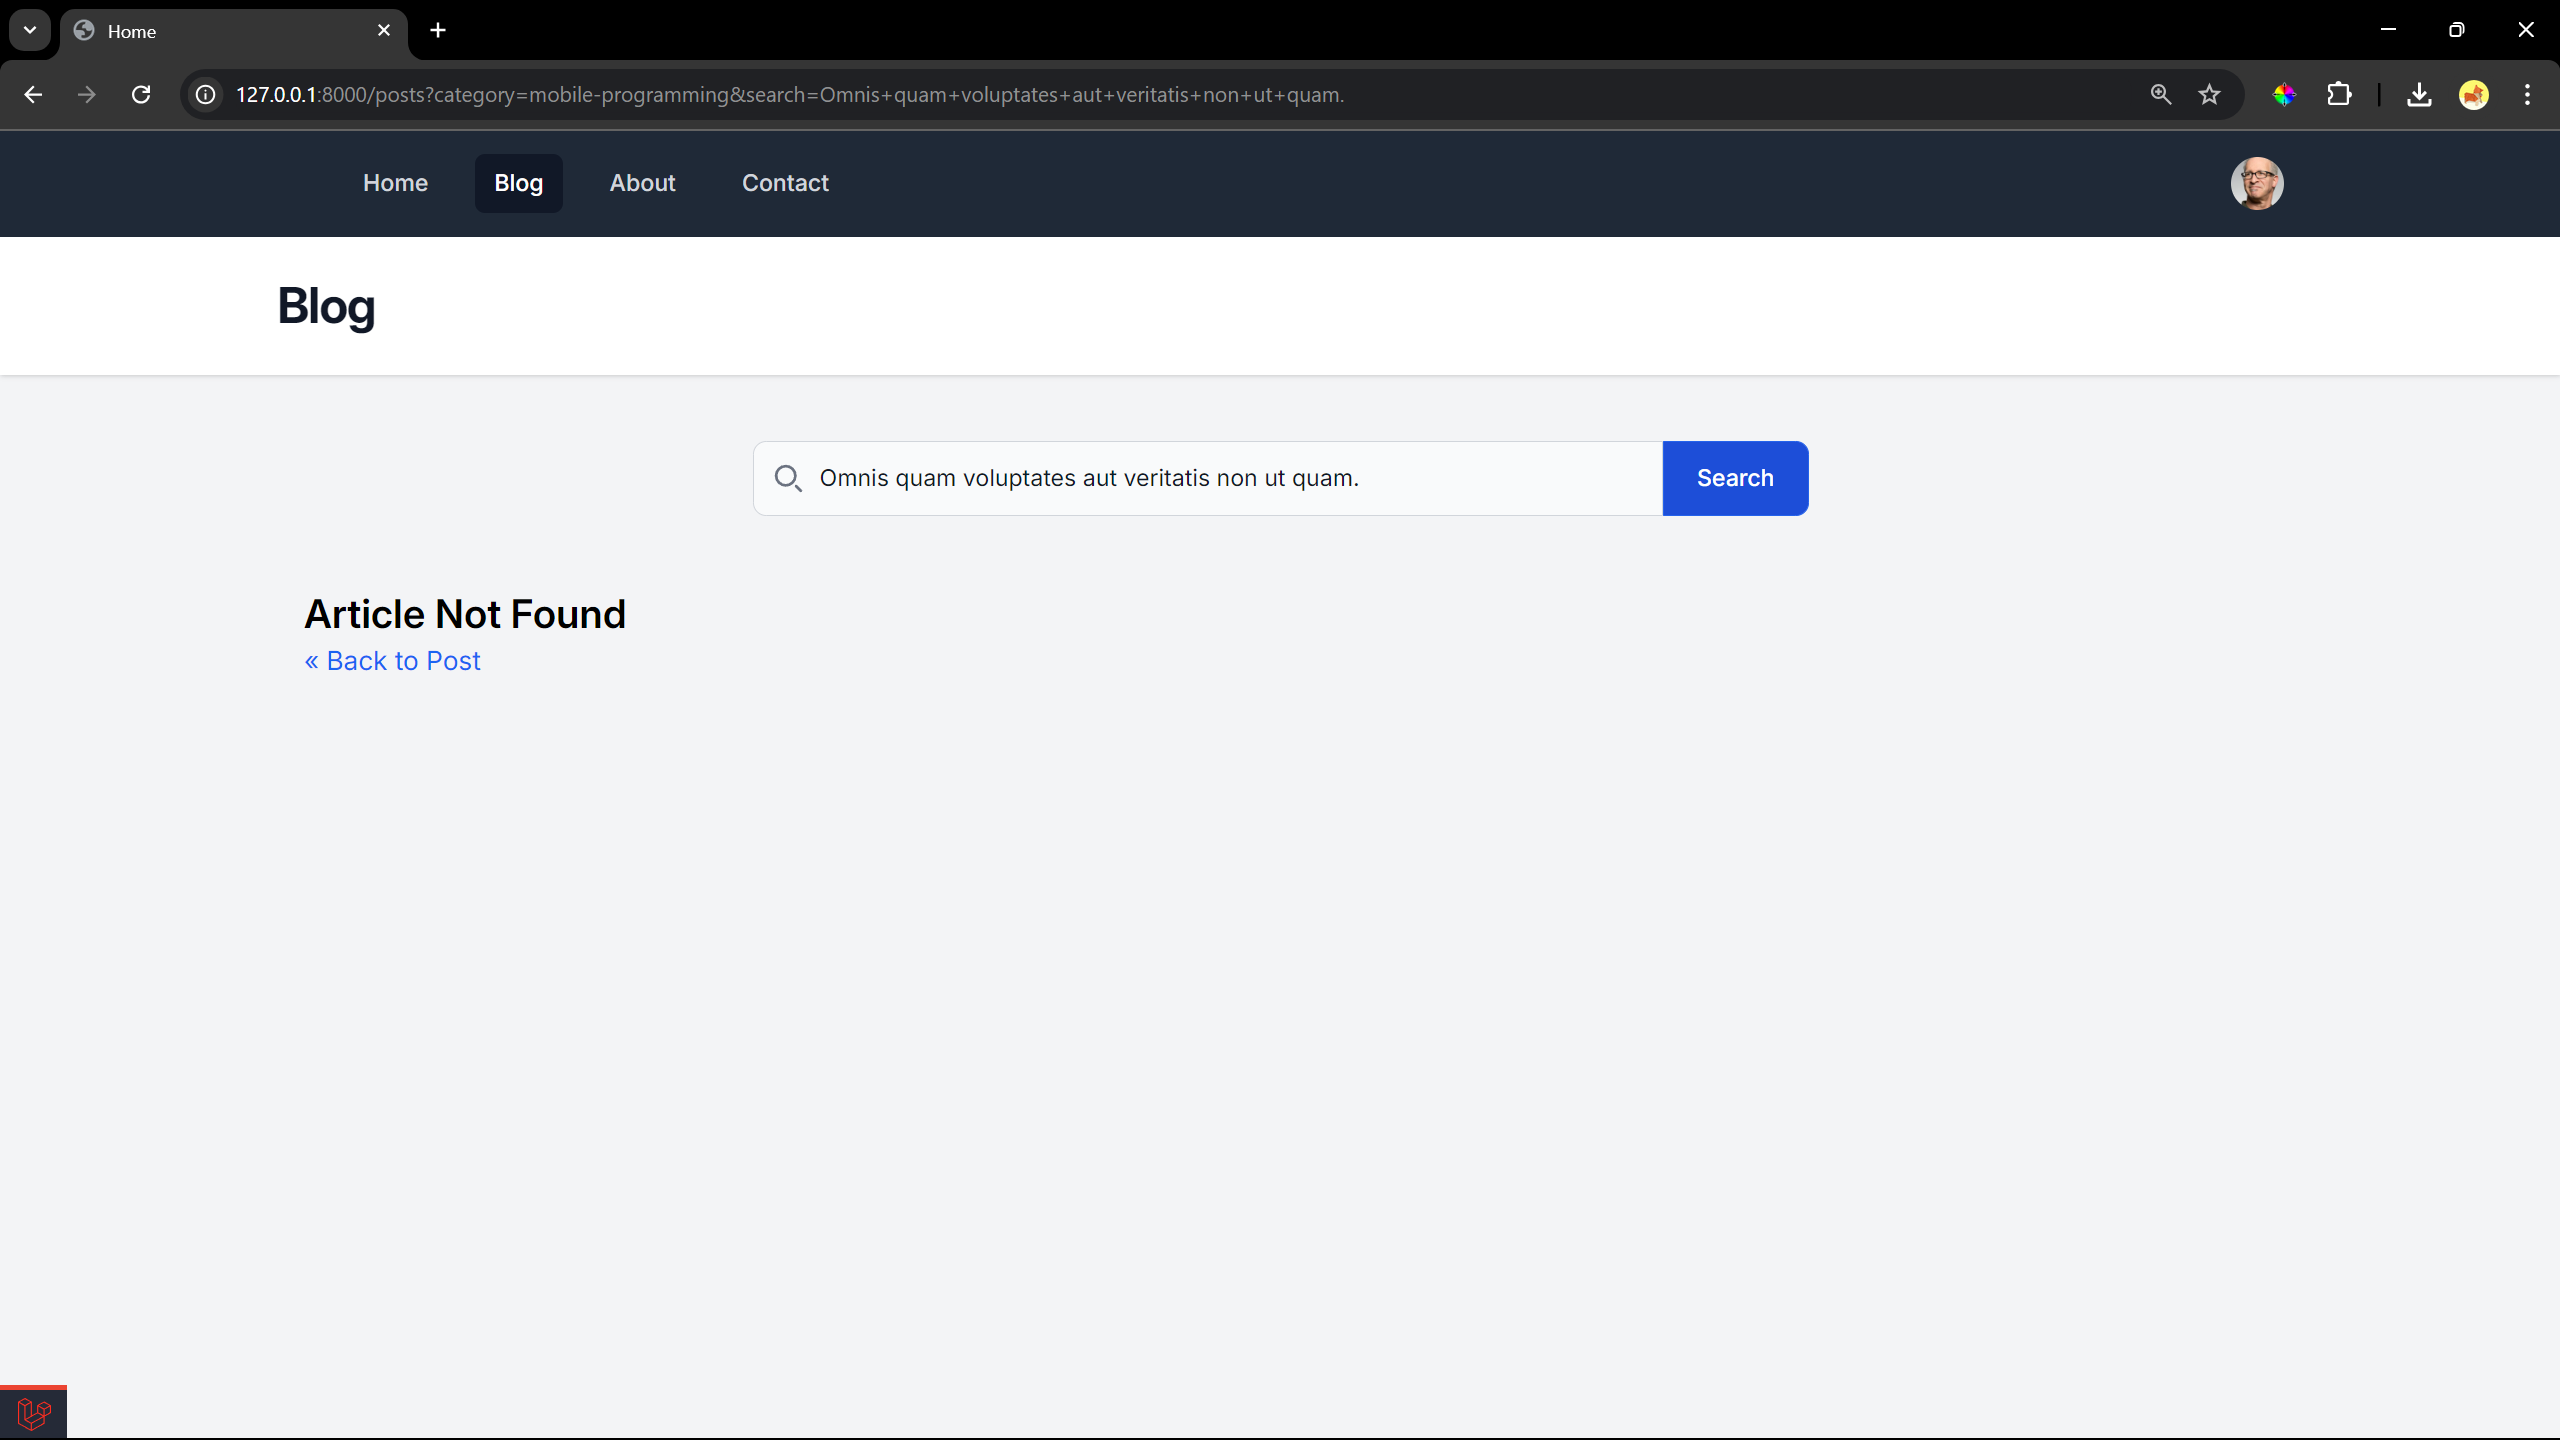 Home
127.0.0.1:8000/posts?category=mobile-programming&search=Omnis+quam+voluptates+aut+veritatis+non+ut+quam.
Home Blog About Contact
Blog
Omnis quam voluptates aut veritatis non ut quam. Search
Article Not Found
« Back to Post